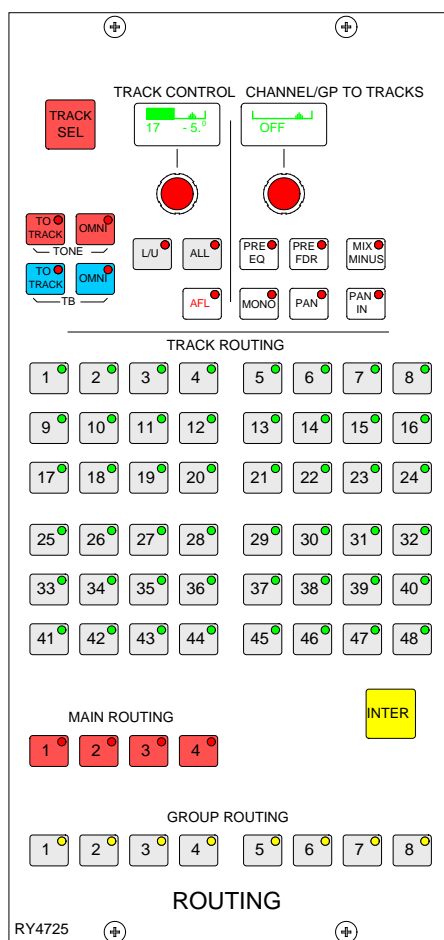 TRACK CONTROL CHANNEL/GP TO TRACKS
TRACK
SEL
17 - 5.0
OFF
TO
TRACK
OMNI
TONE
TO
TRACK
OMNI
TB
L/U
ALL
PRE
EQ
PRE
FDR
MIX
MINUS
AFL
MONO
PAN
PAN
IN
TRACK ROUTING
1 2 3 4 5 6 7 8
9 10 11 12 13 14 15 16
17 18 19 20 21 22 23 24
25 26 27 28 29 30 31 32
33 34 35 36 37 38 39 40
41 42 43 44 45 46 47 48
INTER
MAIN ROUTING
1 2 3 4
GROUP ROUTING
1 2 3 4 5 6 7 8
ROUTING
RY4725